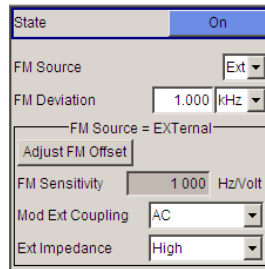 State On
FM Source Ext
FM Deviation 1.000 kHz
FM Source = EXTernal
Adjust FM Offset
FM Sensitivity 1 000 Hz/Volt
Mod Ext Coupling AC
Ext Impedance High